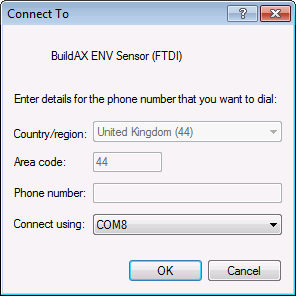 Connect To
?
BuildAX ENV Sensor (FTDI)
Enter details for the phone number that you want to dial:
Country/region: United Kingdom (44)
Area code: 44
Phone number:
Connect using: COM8
OK Cancel